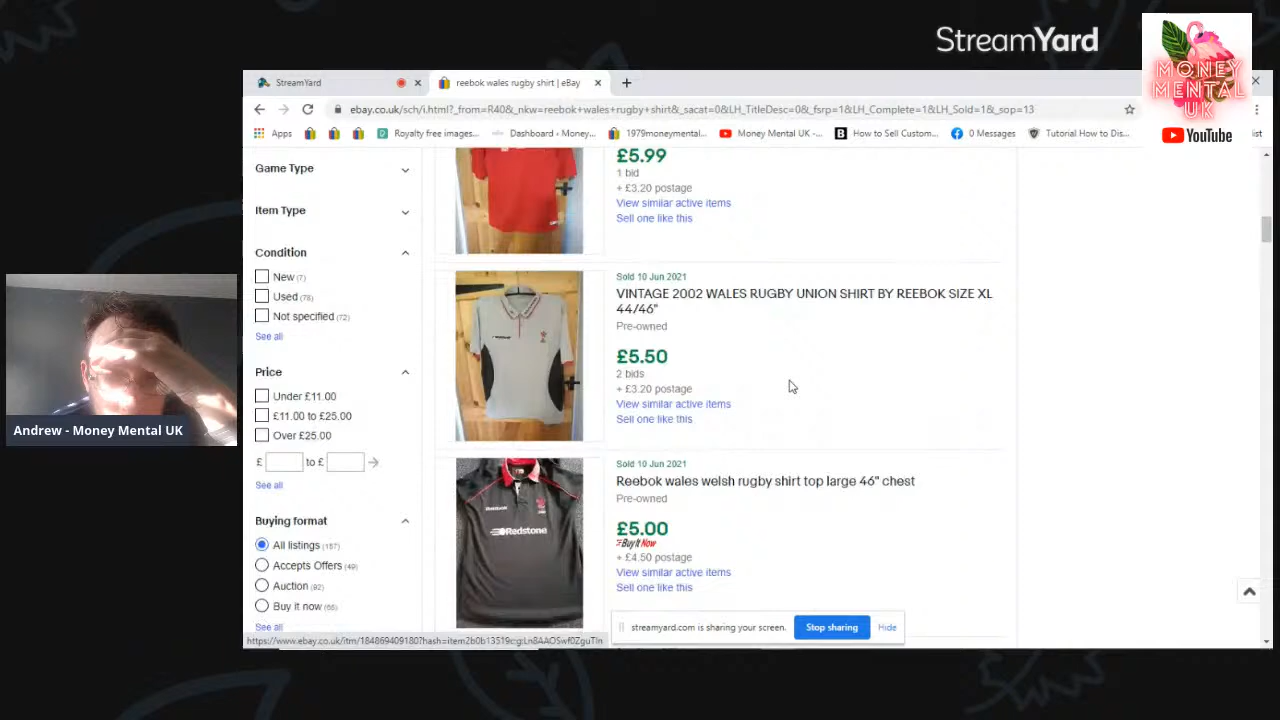 StreamYard
MONEY
MENTAL
UK
YouTube
StreamYard
reebok wales rugby shirt | eBay
ebay.co.uk/sch/i.html?_from=R40&_nkw=reebok+wales+rugby+shirt&_sacat=0&LH_TitleDesc=0&_fsrp=1&LH_Complete=1&LH_Sold=1&_sop=13
Apps
Royalty free images...
Dashboard ‹ Money...
1979moneymental...
Money Mental UK -...
How to Sell Custom...
0 Messages
Tutorial How to Dis...
Game Type
Item Type
Condition
New (7)
Used (78)
Not specified (72)
See all
Price
Under £11.00
£11.00 to £25.00
Over £25.00
£ to £
See all
Buying format
All listings (157)
Accepts Offers (49)
Auction (92)
Buy it now (66)
See all
£5.99
1 bid
+ £3.20 postage
View similar active items
Sell one like this
Sold 10 Jun 2021
VINTAGE 2002 WALES RUGBY UNION SHIRT BY REEBOK SIZE XL
44/46"
Pre-owned
£5.50
2 bids
+ £3.20 postage
View similar active items
Sell one like this
Sold 10 Jun 2021
Reebok wales welsh rugby shirt top large 46" chest
Pre-owned
£5.00
Buy It Now
+ £4.50 postage
View similar active items
Sell one like this
Redstone
streamyard.com is sharing your screen.
Stop sharing
Hide
Andrew - Money Mental UK